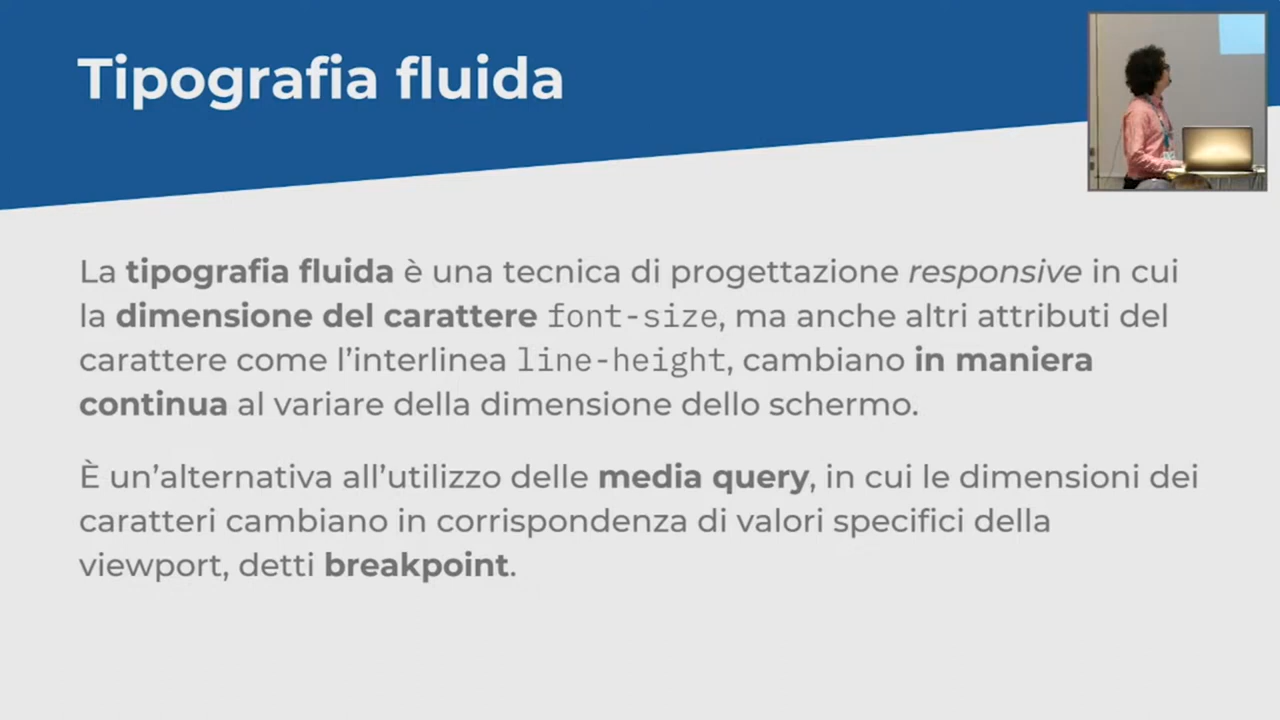 Tipografia fluida
La tipografia fluida è una tecnica di progettazione responsive in cui
la dimensione del carattere font-size, ma anche altri attributi del
carattere come l’interlinea line-height, cambiano in maniera
continua al variare della dimensione dello schermo.
È un’alternativa all’utilizzo delle media query, in cui le dimensioni dei
caratteri cambiano in corrispondenza di valori specifici della
viewport, detti breakpoint.